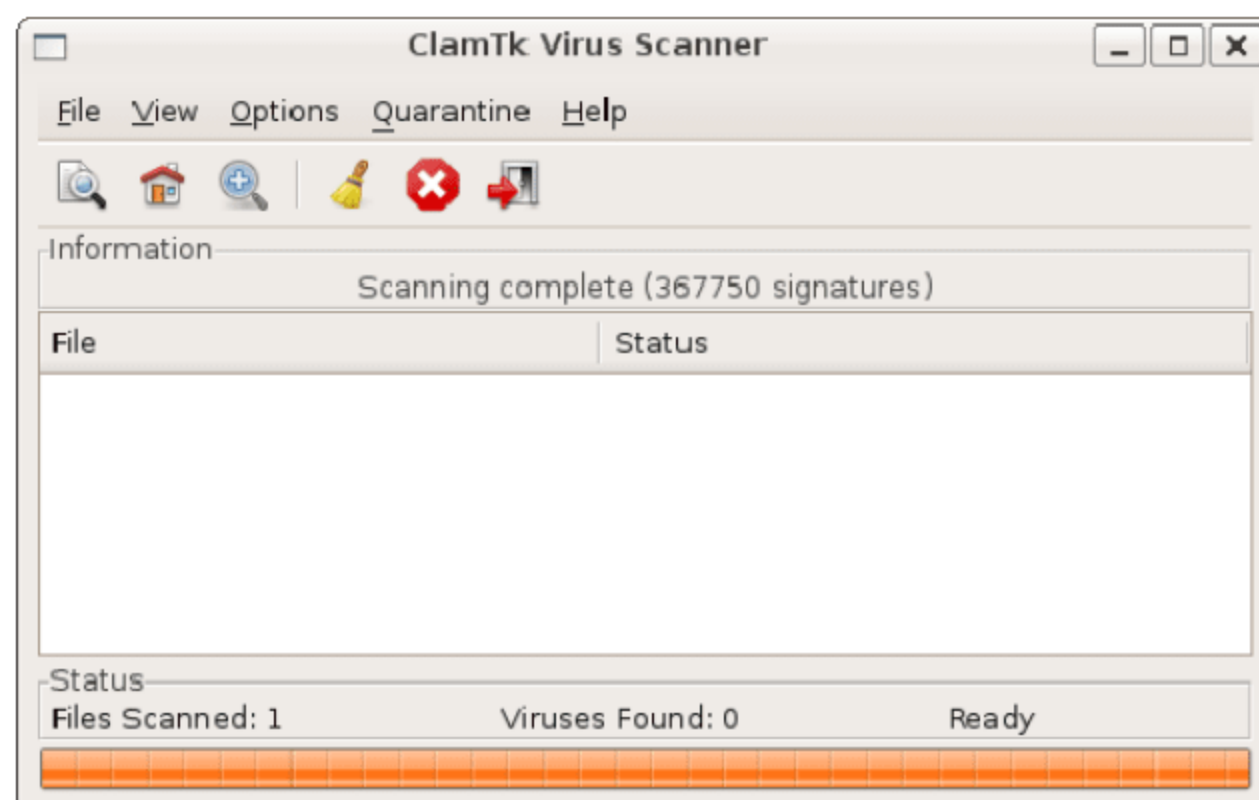 ClamTk Virus Scanner
File View Options Quarantine Help
Information
Scanning complete (367750 signatures)
File Status
Status
Files Scanned: 1 Viruses Found: 0 Ready